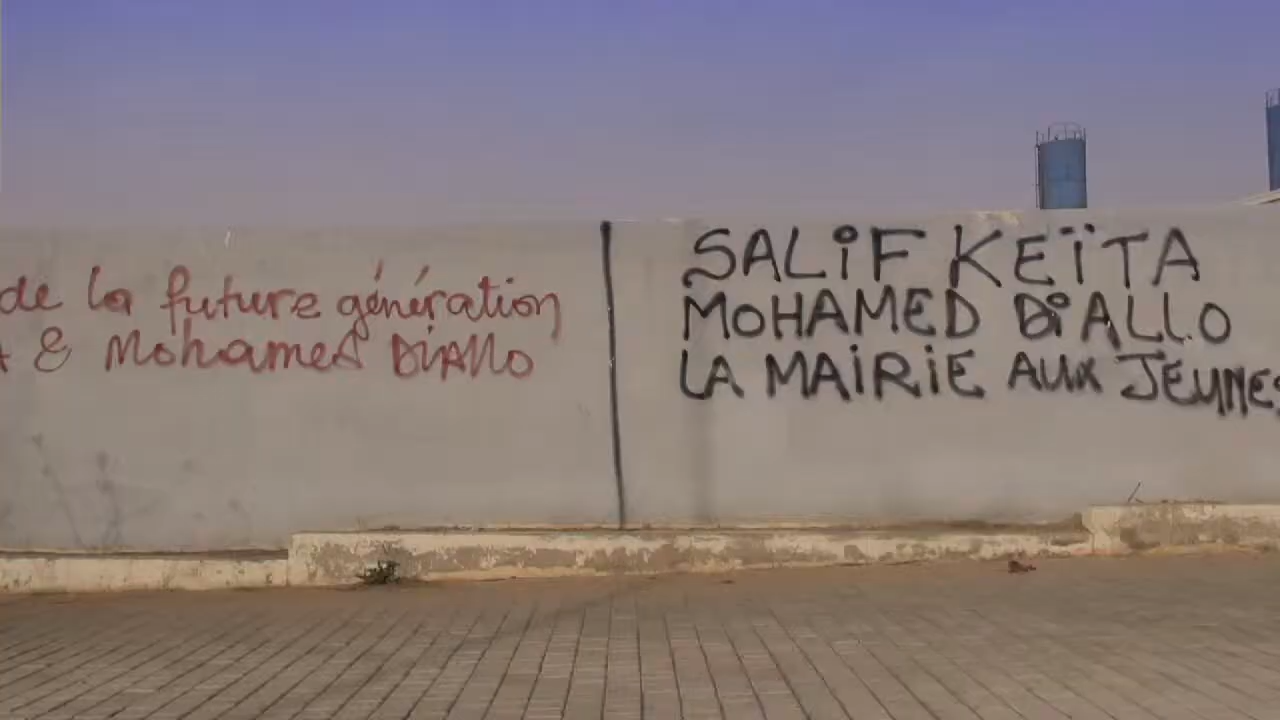 de la future génération
& Mohamed DIAllO
SALiF KEÏTA
MOHAMED DiALLO
LA MAiRiE AUX JEUNES